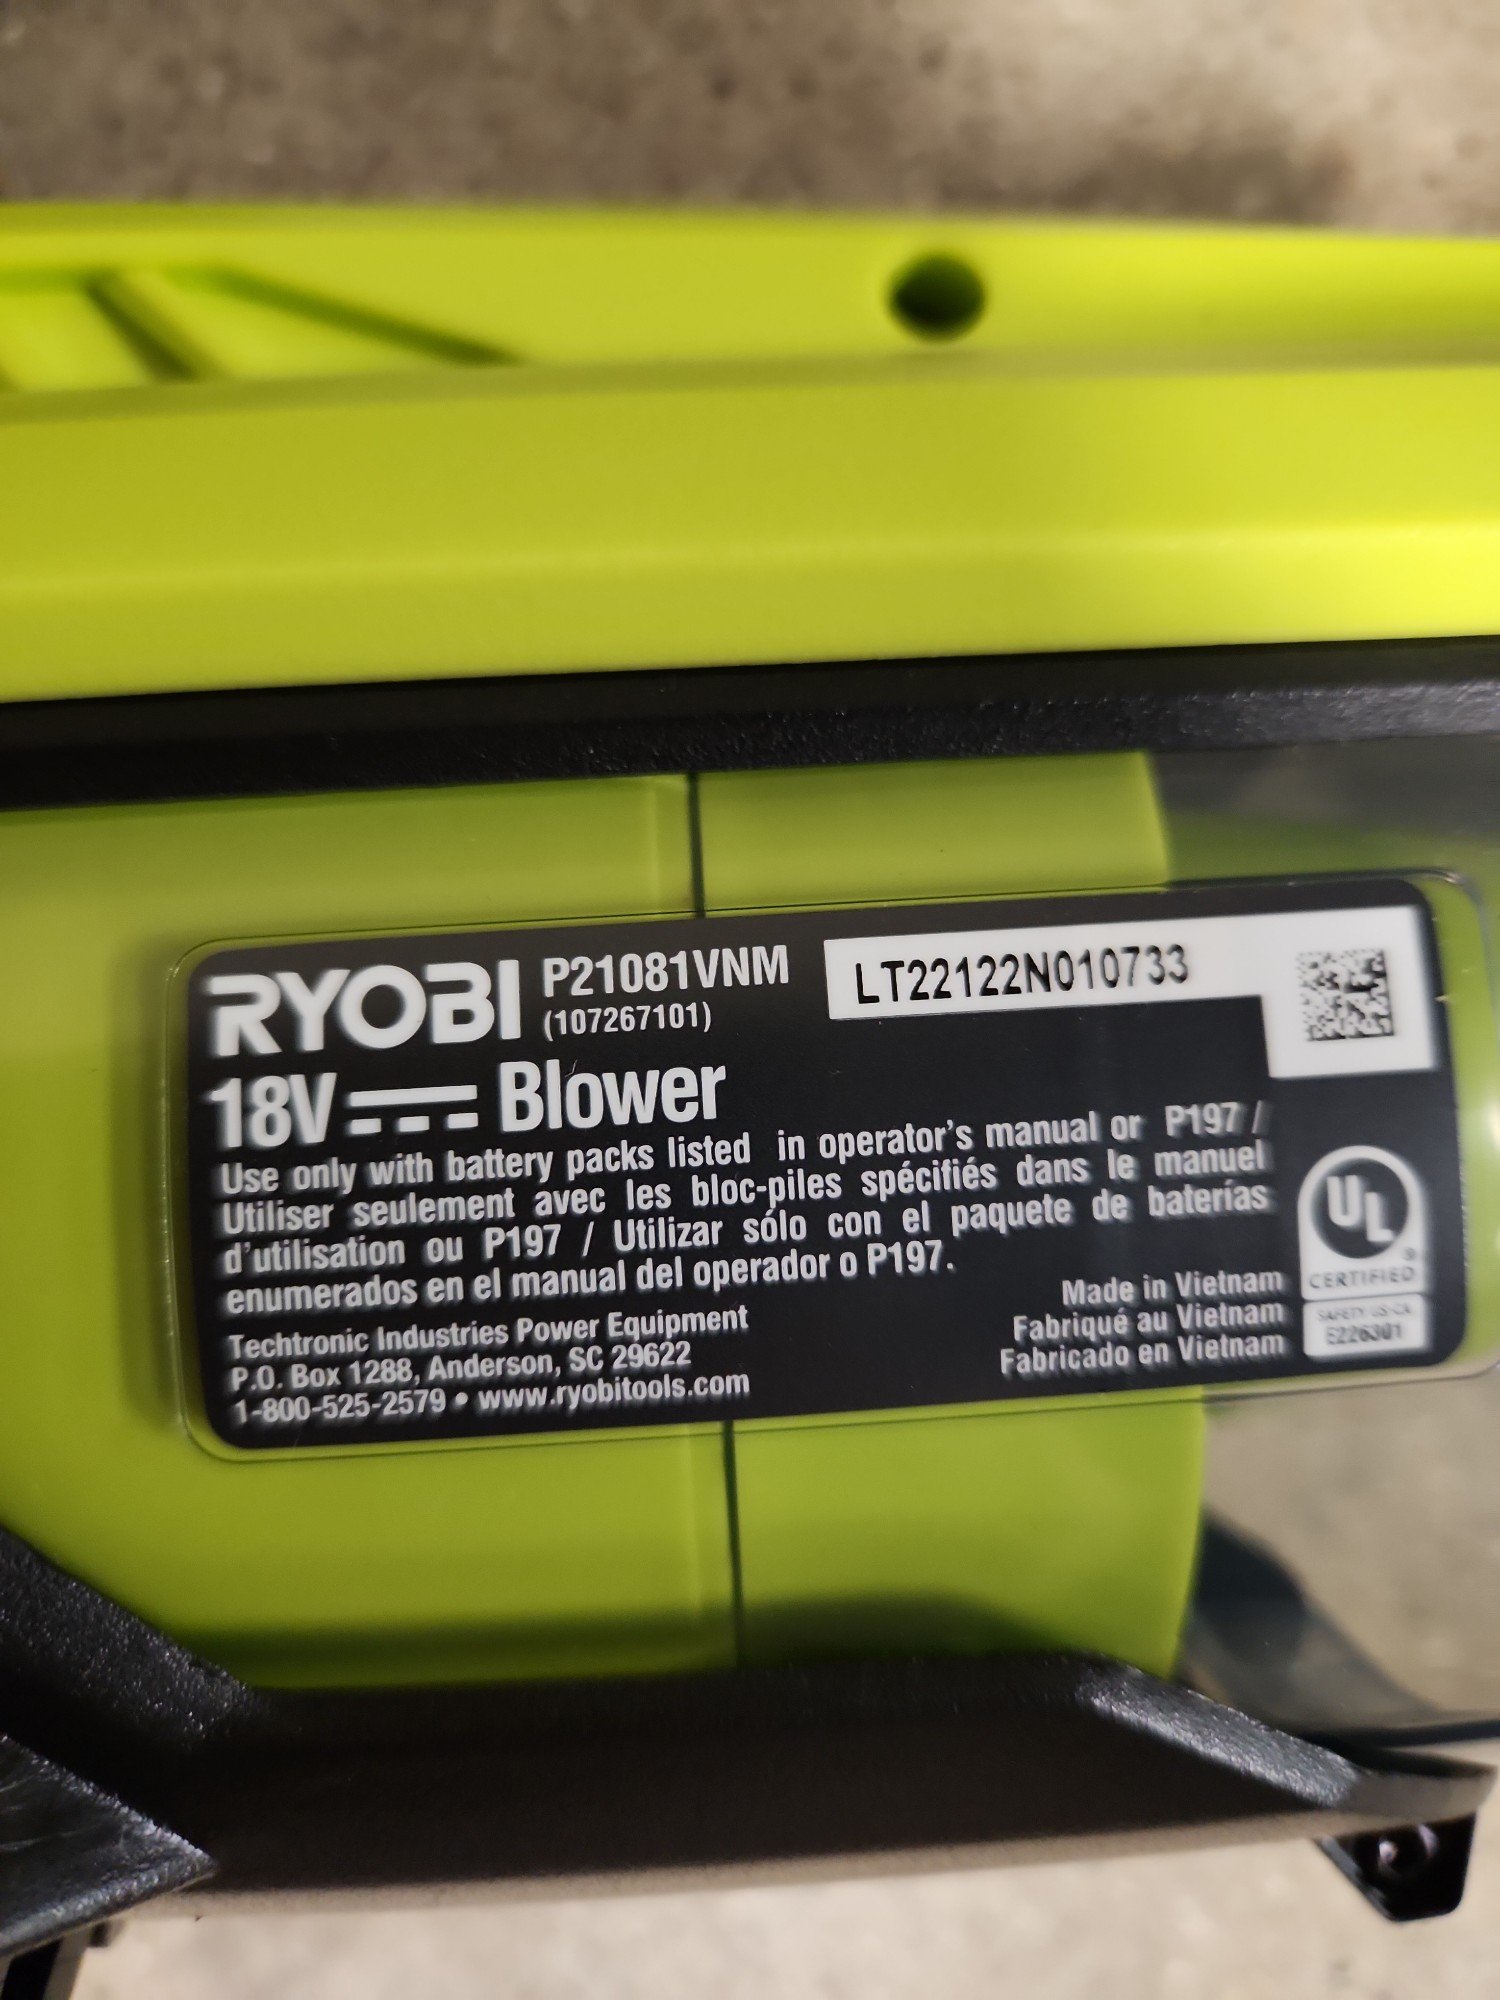 RYOBI P21081VNM
(107267101)
LT22122N010733
18V Blower
Use only with battery packs listed in operator's manual or P197 /
Utiliser seulement avec les bloc-piles spécifiés dans le manuel
d'utilisation ou P197 / Utilizar sólo con el paquete de baterías
enumerados en el manual del operador o P197.
Techtronic Industries Power Equipment
P.O. Box 1288, Anderson, SC 29622
1-800-525-2579 • www.ryobitools.com
Made in Vietnam
Fabriqué au Vietnam
Fabricado en Vietnam
UL
®
CERTIFIED
SAFETY US-CA
E226301